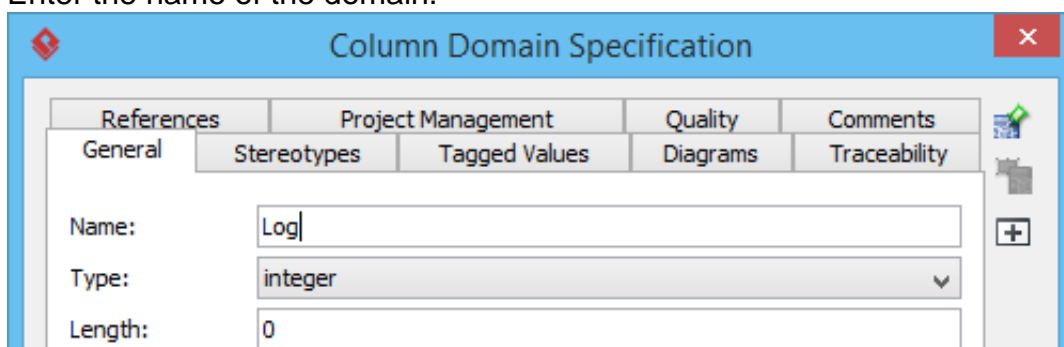 Enter the name of the domain.
Column Domain Specification
References Project Management Quality Comments
General Stereotypes Tagged Values Diagrams Traceability
Name: Log
Type: integer
Length: 0